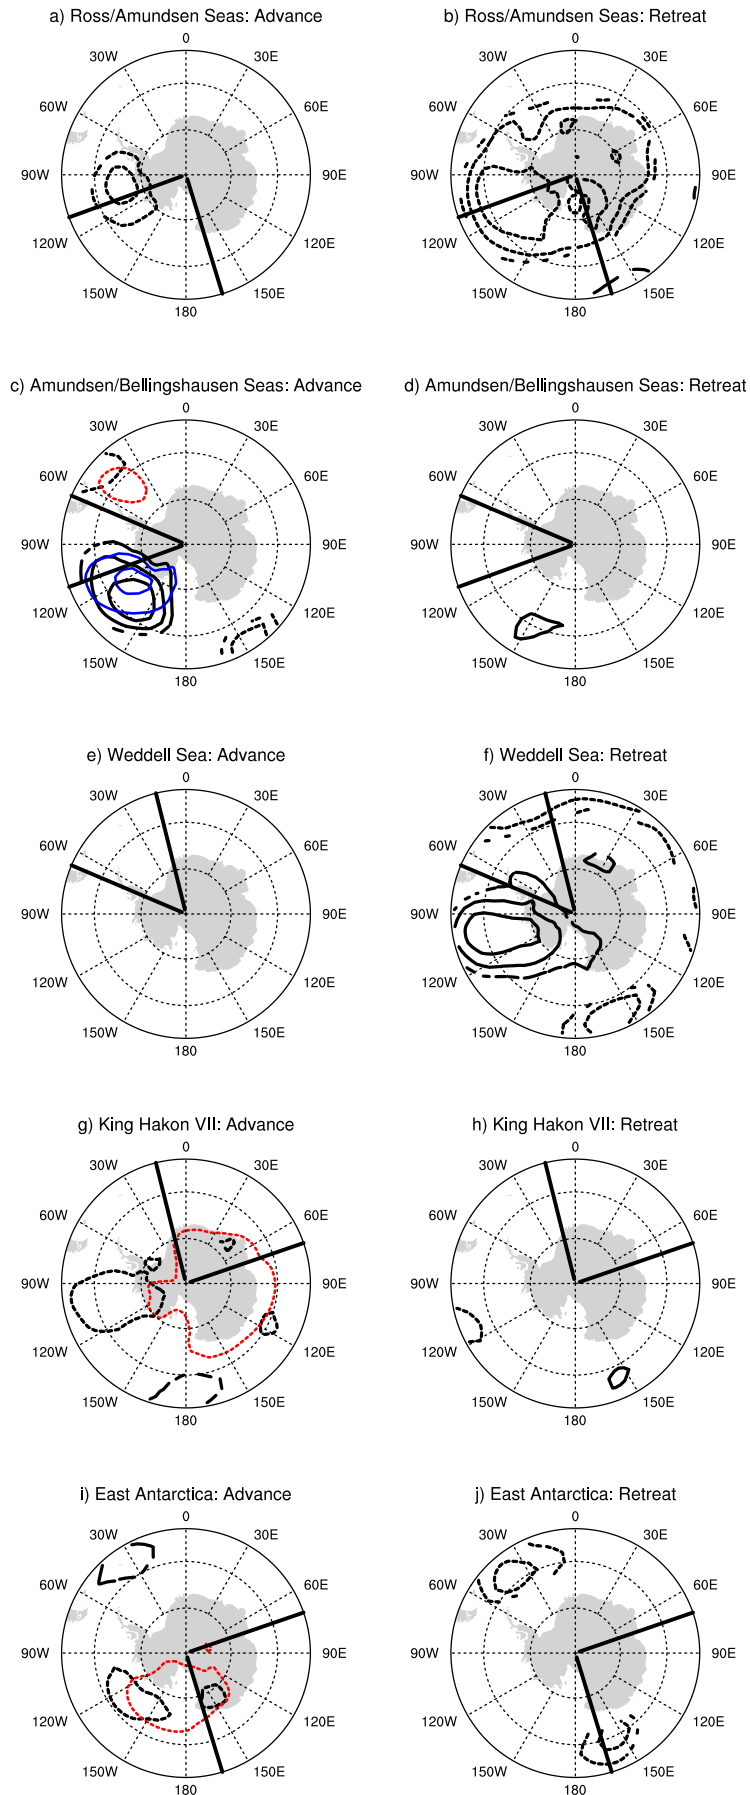 a) Ross/Amundsen Seas: Advance
0
30W
30E
60W
60E
90W
90E
120W
120E
150W
150E
180
b) Ross/Amundsen Seas: Retreat
0
30W
30E
60W
60E
90W
90E
120W
120E
150W
150E
180
c) Amundsen/Bellingshausen Seas: Advance
0
30W
30E
60W
60E
90W
90E
120W
120E
150W
150E
180
d) Amundsen/Bellingshausen Seas: Retreat
0
30W
30E
60W
60E
90W
90E
120W
120E
150W
150E
180
e) Weddell Sea: Advance
0
30W
30E
60W
60E
90W
90E
120W
120E
150W
150E
180
f) Weddell Sea: Retreat
0
30W
30E
60W
60E
90W
90E
120W
120E
150W
150E
180
g) King Hakon VII: Advance
0
30W
30E
60W
60E
90W
90E
120W
120E
150W
150E
180
h) King Hakon VII: Retreat
0
30W
30E
60W
60E
90W
90E
120W
120E
150W
150E
180
i) East Antarctica: Advance
0
30W
30E
60W
60E
90W
90E
120W
120E
150W
150E
180
j) East Antarctica: Retreat
0
30W
30E
60W
60E
90W
90E
120W
120E
150W
150E
180